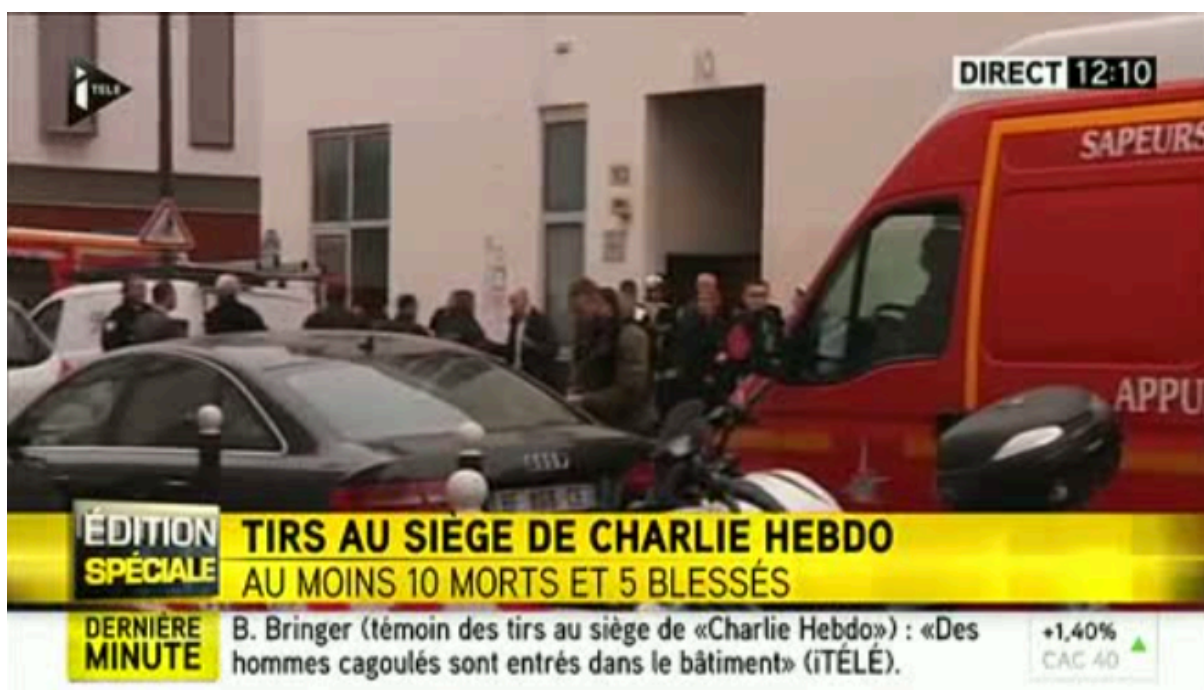 i TELE
DIRECT 12:10
10
SAPEURS
APPU
ÉDITION
SPÉCIALE
TIRS AU SIÈGE DE CHARLIE HEBDO
AU MOINS 10 MORTS ET 5 BLESSÉS
DERNIÈRE
MINUTE
B. Bringer (témoin des tirs au siège de «Charlie Hebdo») : «Des
hommes cagoulés sont entrés dans le bâtiment» (iTÉLÉ).
+1,40%
CAC 40